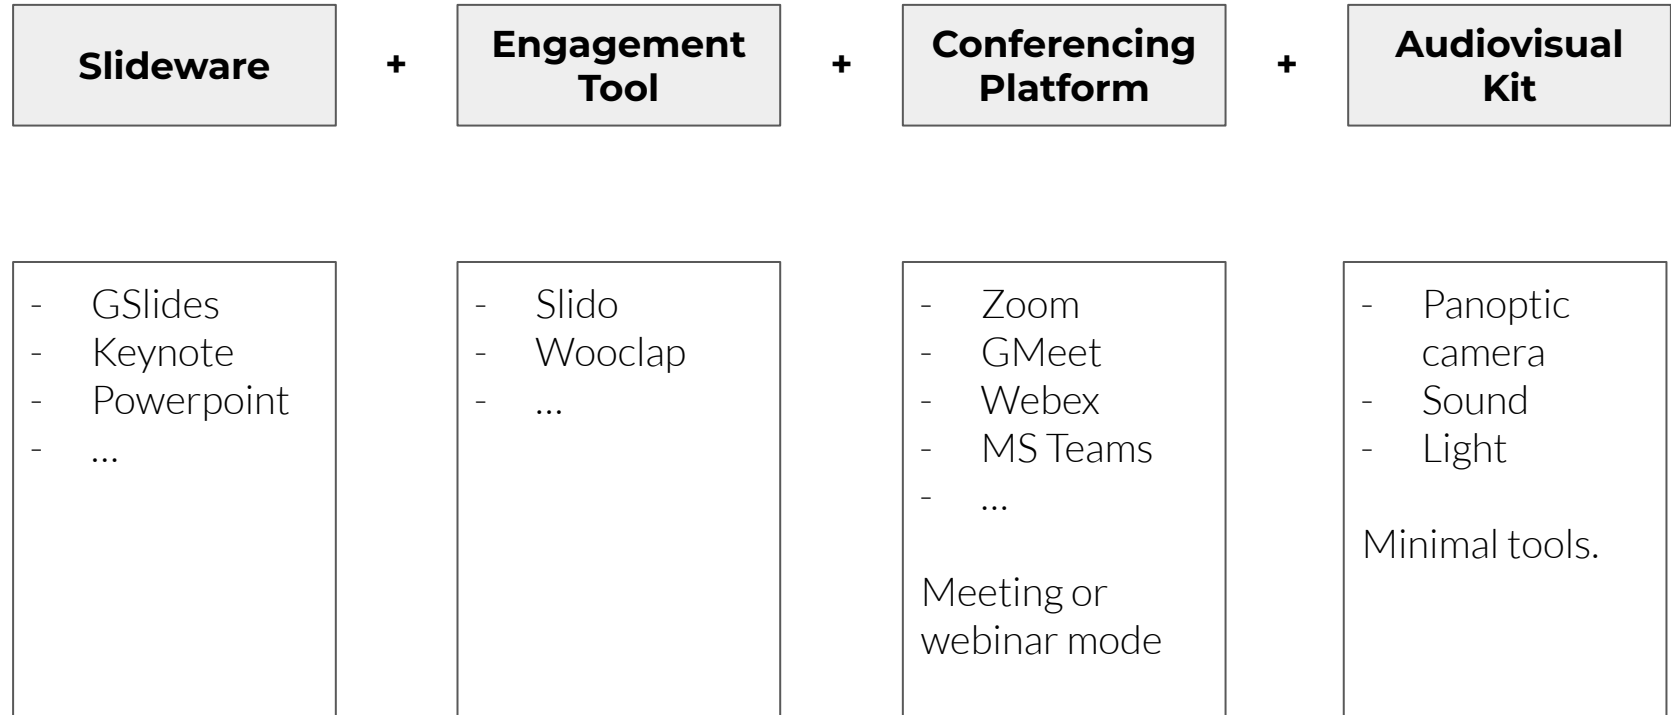 Slideware
+
Engagement
Tool
+
Conferencing
Platform
+
Audiovisual
Kit
- GSlides
- Keynote
- Powerpoint
- …
- Slido
- Wooclap
- …
- Zoom
- GMeet
- Webex
- MS Teams
- …
Meeting or
webinar mode
- Panoptic
camera
- Sound
- Light
Minimal tools.